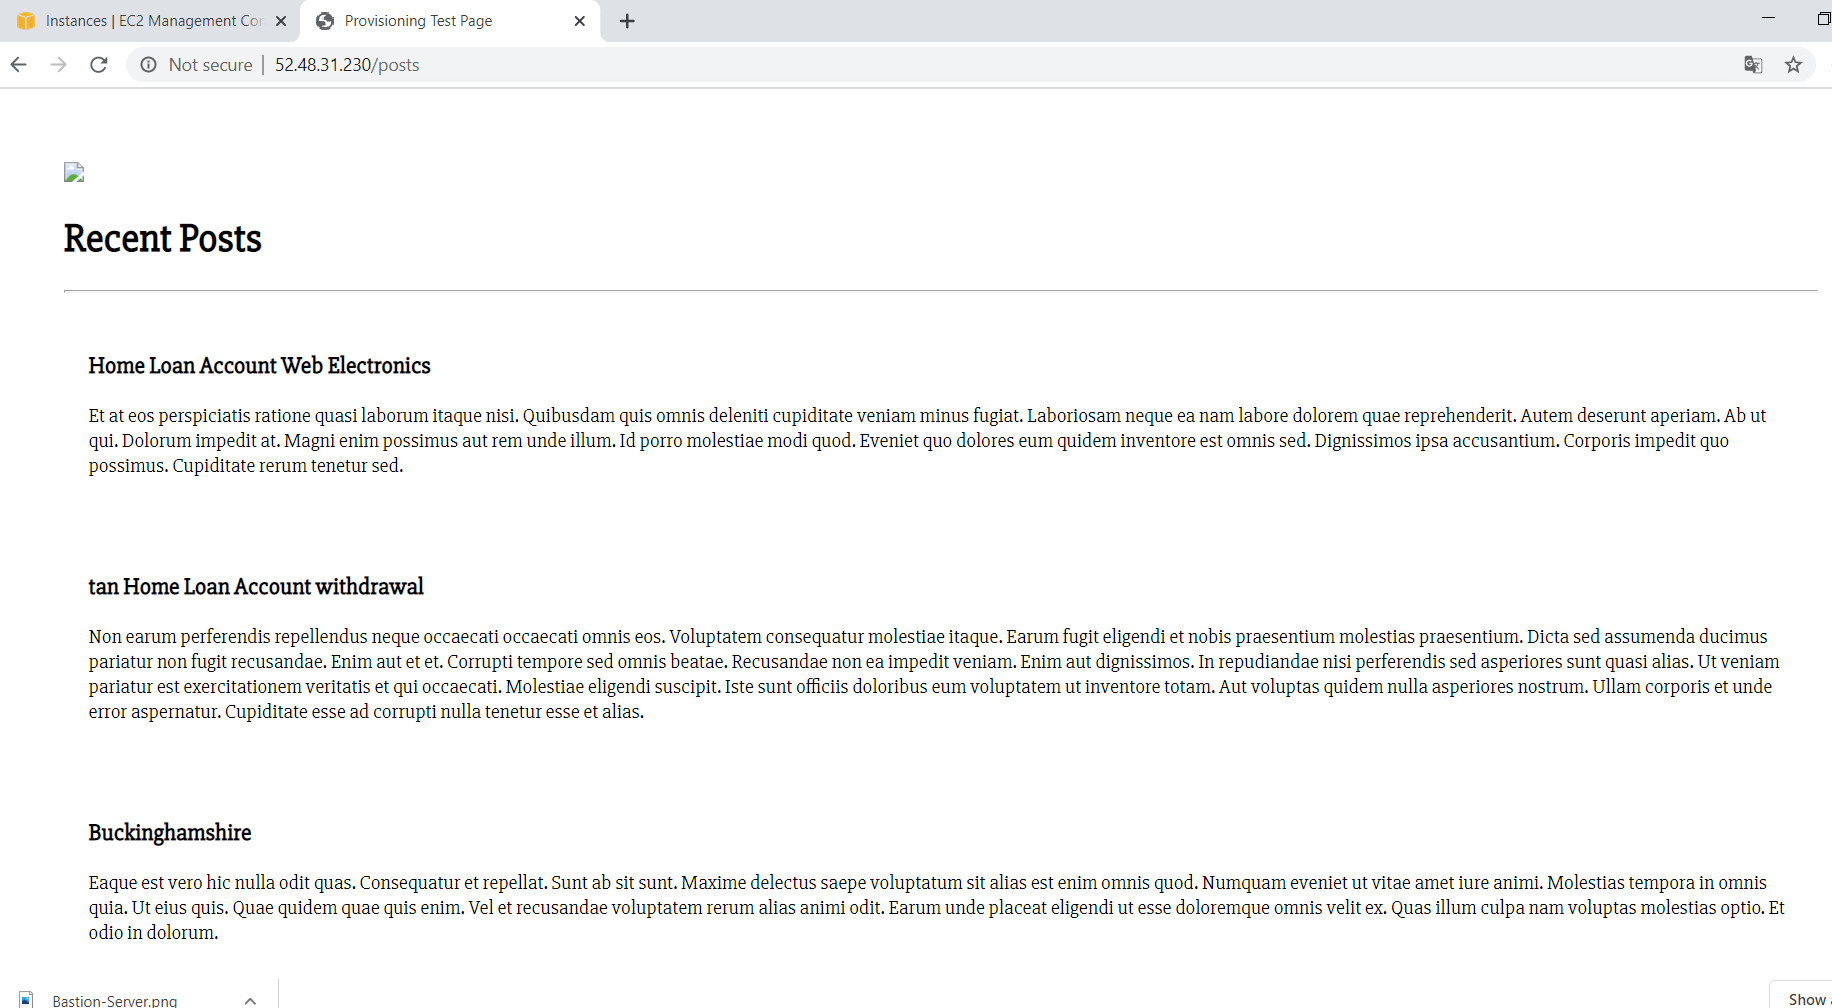 Instances | EC2 Management Con
Provisioning Test Page
Not secure | 52.48.31.230/posts
Recent Posts
Home Loan Account Web Electronics
Et at eos perspiciatis ratione quasi laborum itaque nisi. Quibusdam quis omnis deleniti cupiditate veniam minus fugiat. Laboriosam neque ea nam labore dolorem quae reprehenderit. Autem deserunt aperiam. Ab ut
qui. Dolorum impedit at. Magni enim possimus aut rem unde illum. Id porro molestiae modi quod. Eveniet quo dolores eum quidem inventore est omnis sed. Dignissimos ipsa accusantium. Corporis impedit quo
possimus. Cupiditate rerum tenetur sed.
tan Home Loan Account withdrawal
Non earum perferendis repellendus neque occaecati occaecati omnis eos. Voluptatem consequatur molestiae itaque. Earum fugit eligendi et nobis praesentium molestias praesentium. Dicta sed assumenda ducimus
pariatur non fugit recusandae. Enim aut et et. Corrupti tempore sed omnis beatae. Recusandae non ea impedit veniam. Enim aut dignissimos. In repudiandae nisi perferendis sed asperiores sunt quasi alias. Ut veniam
pariatur est exercitationem veritatis et qui occaecati. Molestiae eligendi suscipit. Iste sunt officiis doloribus eum voluptatem ut inventore totam. Aut voluptas quidem nulla asperiores nostrum. Ullam corporis et unde
error aspernatur. Cupiditate esse ad corrupti nulla tenetur esse et alias.
Buckinghamshire
Eaque est vero hic nulla odit quas. Consequatur et repellat. Sunt ab sit sunt. Maxime delectus saepe voluptatum sit alias est enim omnis quod. Numquam eveniet ut vitae amet iure animi. Molestias tempora in omnis
quia. Ut eius quis. Quae quidem quae quis enim. Vel et recusandae voluptatem rerum alias animi odit. Earum unde placeat eligendi ut esse doloremque omnis velit ex. Quas illum culpa nam voluptas molestias optio. Et
odio in dolorum.
Bastion-Server.png
Show